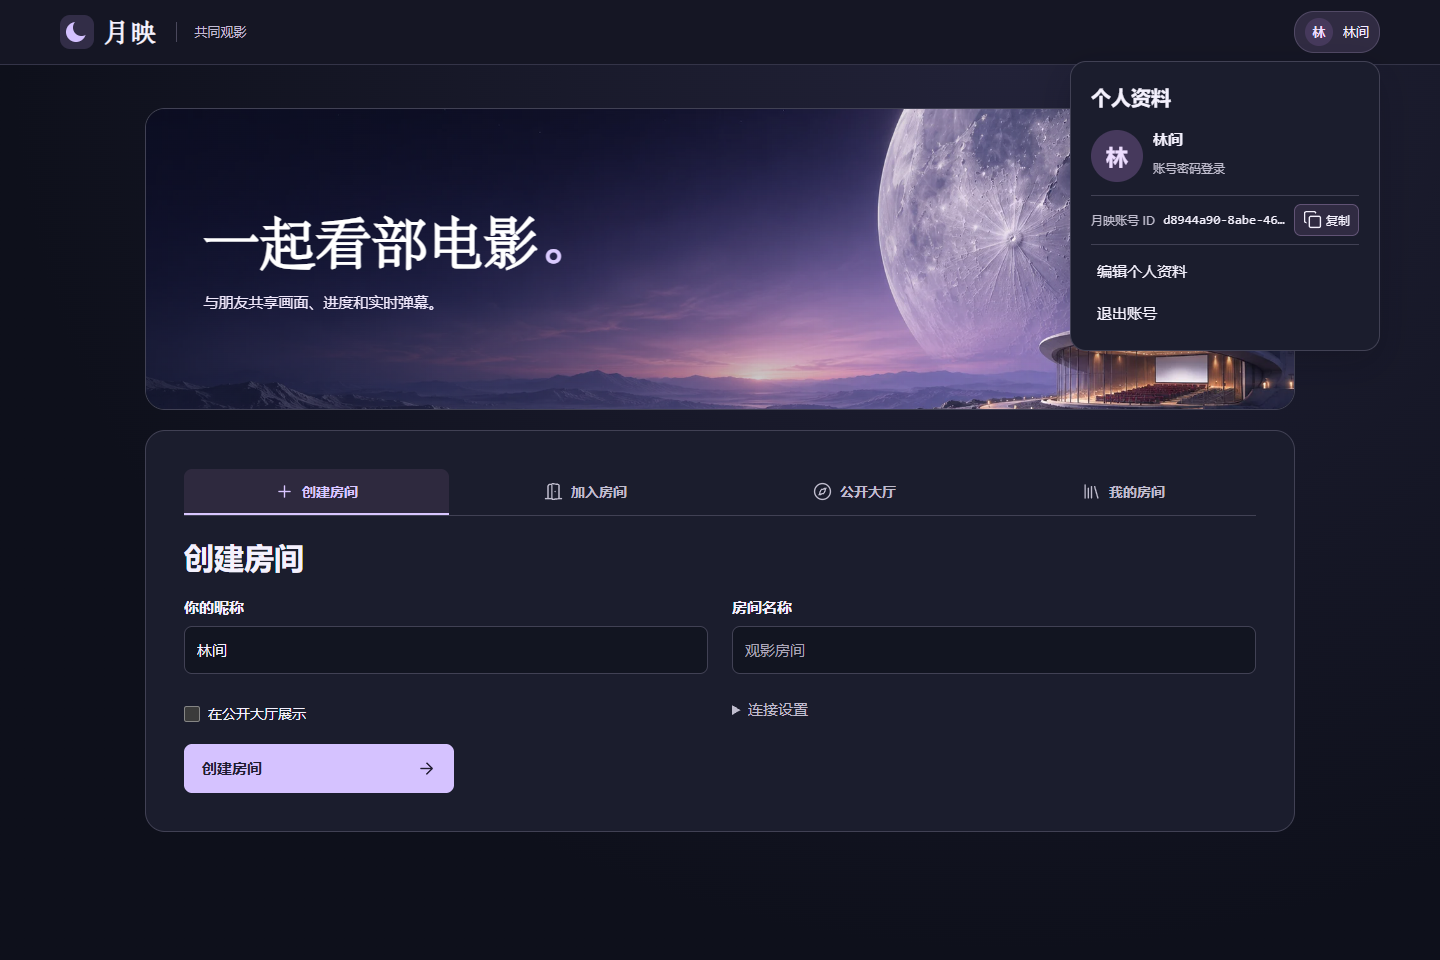 月映
共同观影
林 林间
个人资料
林 林间
账号密码登录
月映账号 ID d8944a90-8abe-46… 复制
编辑个人资料
退出账号
一起看部电影。
与朋友共享画面、进度和实时弹幕。
创建房间
加入房间
公开大厅
我的房间
创建房间
你的昵称
林间
房间名称
观影房间
在公开大厅展示
连接设置
创建房间